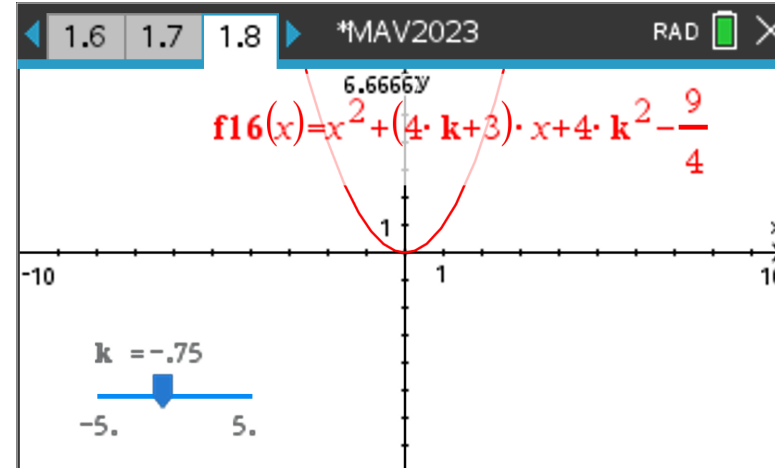 1.6 1.7 1.8 *MAV2023 RAD
6.6666 y
f16(x)=x²+(4·k+3)·x+4·k²−9/4
1
x
-10 1 10
k =-.75
-5. 5.